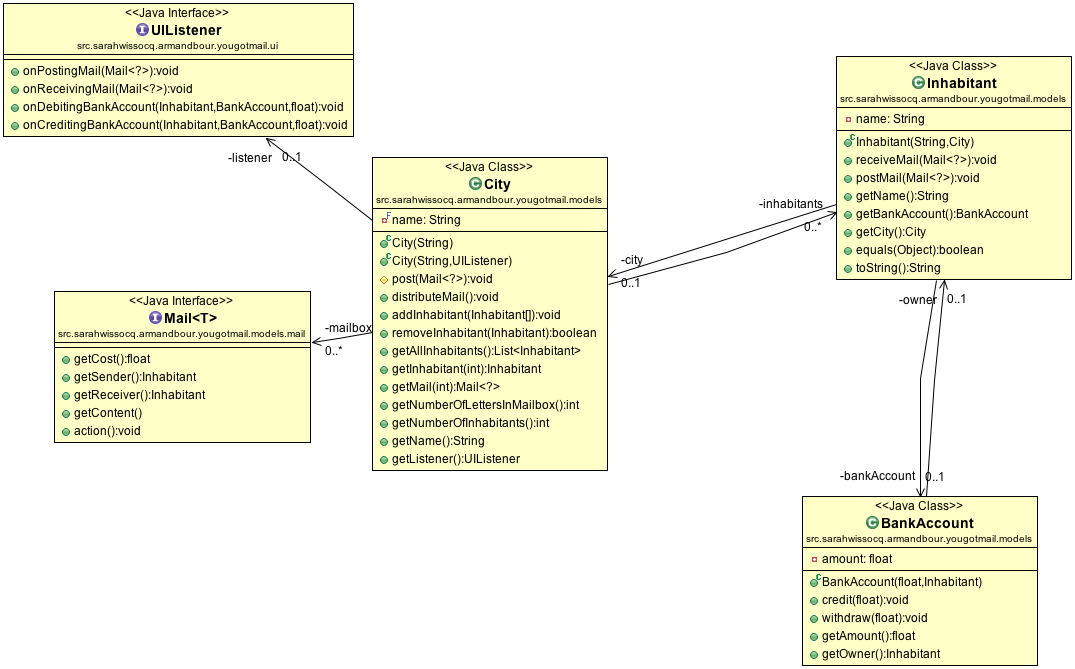 <<Java Interface>>
UIListener
src.sarahwissocq.armandbour.yougotmail.ui
onPostingMail(Mail<?>):void
onReceivingMail(Mail<?>):void
onDebitingBankAccount(Inhabitant,BankAccount,float):void
onCreditingBankAccount(Inhabitant,BankAccount,float):void
-listener 0..1
<<Java Class>>
City
src.sarahwissocq.armandbour.yougotmail.models
name: String
City(String)
City(String,UIListener)
post(Mail<?>):void
distributeMail():void
addInhabitant(Inhabitant[]):void
removeInhabitant(Inhabitant):boolean
getAllInhabitants():List<Inhabitant>
getInhabitant(int):Inhabitant
getMail(int):Mail<?>
getNumberOfLettersInMailbox():int
getNumberOfInhabitants():int
getName():String
getListener():UIListener
-mailbox
0..*
<<Java Interface>>
Mail<T>
src.sarahwissocq.armandbour.yougotmail.models.mail
getCost():float
getSender():Inhabitant
getReceiver():Inhabitant
getContent()
action():void
-inhabitants
0..*
-city
0..1
<<Java Class>>
Inhabitant
src.sarahwissocq.armandbour.yougotmail.models
name: String
Inhabitant(String,City)
receiveMail(Mail<?>):void
postMail(Mail<?>):void
getName():String
getBankAccount():BankAccount
getCity():City
equals(Object):boolean
toString():String
-owner 0..1
-bankAccount 0..1
<<Java Class>>
BankAccount
src.sarahwissocq.armandbour.yougotmail.models
amount: float
BankAccount(float,Inhabitant)
credit(float):void
withdraw(float):void
getAmount():float
getOwner():Inhabitant